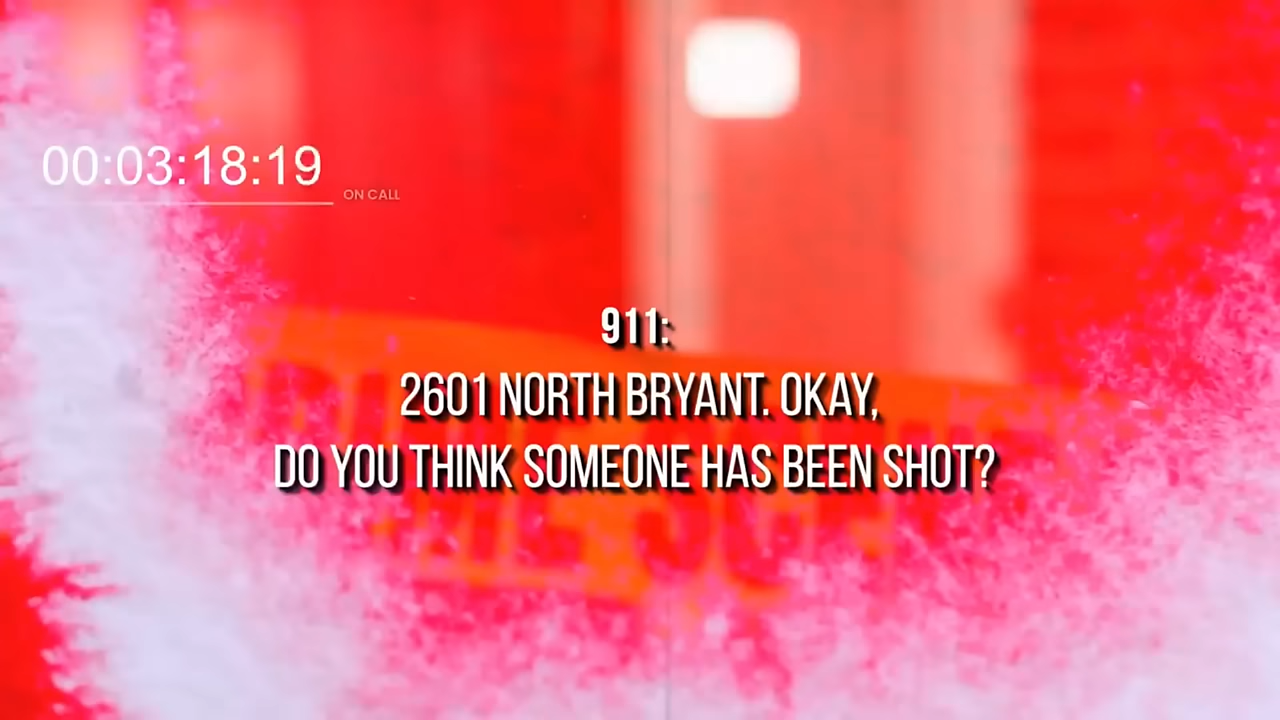 00:03:18:19
ON CALL
911:
2601 NORTH BRYANT. OKAY,
DO YOU THINK SOMEONE HAS BEEN SHOT?